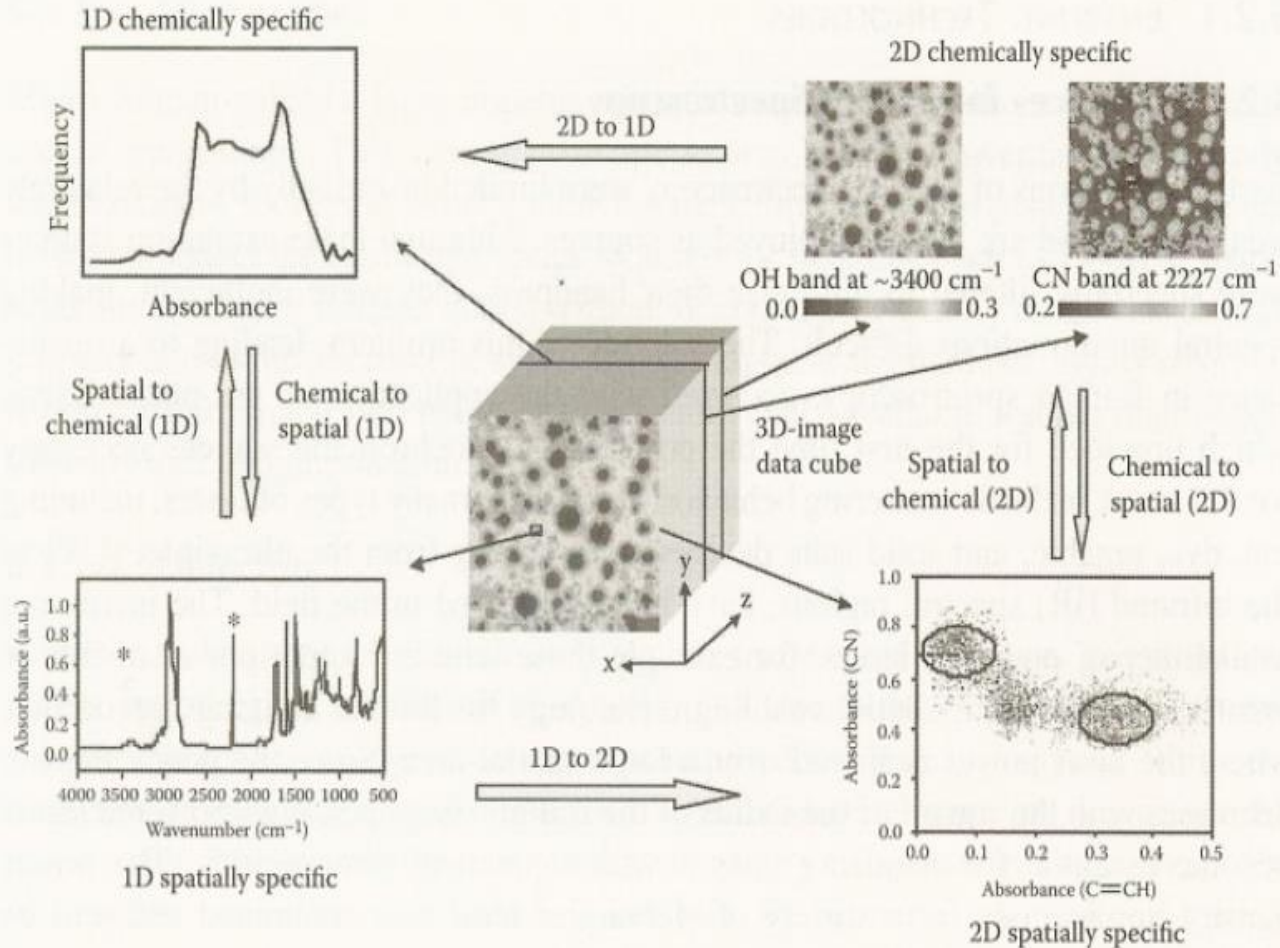 1D chemically specific
Frequency
Absorbance
2D to 1D
2D chemically specific
OH band at ~3400 cm⁻¹
0.0 0.3
CN band at 2227 cm⁻¹
0.2 0.7
Spatial to
chemical (1D)
Chemical to
spatial (1D)
3D-image
data cube
Spatial to
chemical (2D)
Chemical to
spatial (2D)
y
z
x
Absorbance (a.u.)
1.0
0.8
0.6
0.4
0.2
0.0
*
*
4000 3500 3000 2500 2000 1500 1000 500
Wavenumber (cm⁻¹)
1D spatially specific
1D to 2D
Absorbance (CN)
1.0
0.8
0.6
0.4
0.2
0.0
0.0 0.1 0.2 0.3 0.4 0.5
Absorbance (C=CH)
2D spatially specific